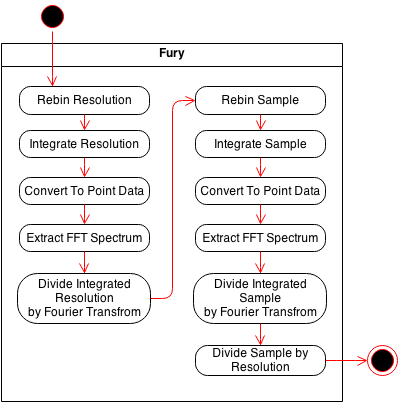 Fury
Rebin Resolution
Integrate Resolution
Convert To Point Data
Extract FFT Spectrum
Divide Integrated
Resolution
by Fourier Transfrom
Rebin Sample
Integrate Sample
Convert To Point Data
Extract FFT Spectrum
Divide Integrated
Sample
by Fourier Transfrom
Divide Sample by
Resolution